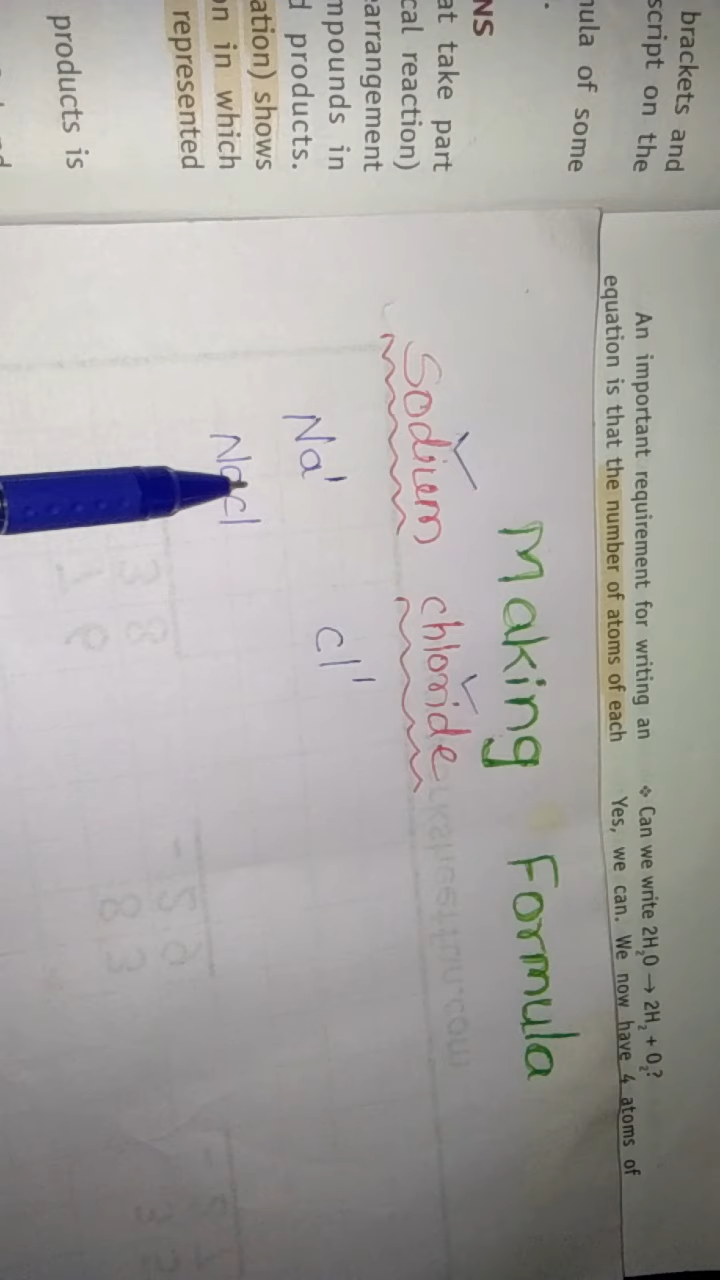 brackets and
script on the
nula of some
.
NS
at take part
cal reaction)
earrangement
mpounds in
d products.
ation) shows
on in which
represented
products is
An important requirement for writing an
equation is that the number of atoms of each
❖ Can we write 2H₂O → 2H₂ + O₂?
Yes, we can. We now have 4 atoms of
Making Formula
Sodium chloride
Na¹ Cl¹
NaCl